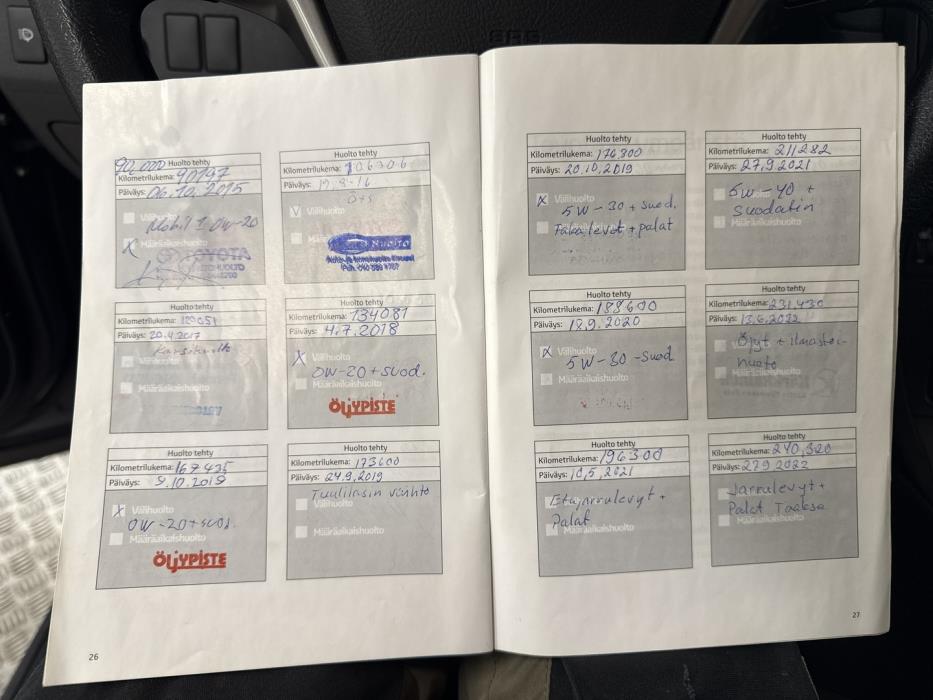 90,000 Huolto tehty
Kilometrilukema: 90197
Päiväys: 06.10.2015
Mobil 1 0W-20
X Määräaikaishuolto
TOYOTA
Huolto tehty
Kilometrilukema: 106306
Päiväys:
V Välihuolto
Määräaikaishuolto
HUOLTO
Huolto tehty
Kilometrilukema:
Päiväys: 20.4.2017
Määräaikaishuolto
Huolto tehty
Kilometrilukema: 134081
Päiväys: 4.7.2018
X Välihuolto
0W-20+suod.
Määräaikaishuolto
ÖLJYPISTE
Huolto tehty
Kilometrilukema: 167435
Päiväys: 9.10.2018
X Välihuolto
0W-20+suod.
Määräaikaishuolto
ÖLJYPISTE
Huolto tehty
Kilometrilukema: 173600
Päiväys: 24.9.2019
Tuulilasin vaihto
Välihuolto
Määräaikaishuolto
26
Huolto tehty
Kilometrilukema: 176300
Päiväys: 20.10.2019
X Välihuolto
5W-30 + suod.
Määräaikaishuolto
Takalevyt + palat
Huolto tehty
Kilometrilukema: 211282
Päiväys: 27.9.2021
5W-40 +
Välihuolto
suodatin
Määräaikaishuolto
Huolto tehty
Kilometrilukema: 188600
Päiväys: 18.9.2020
X Välihuolto
5W-30 -suod
Määräaikaishuolto
Huolto tehty
Kilometrilukema: 231430
Päiväys: 13.6.2022
Öljyt + Ilmastoi-
Välihuolto
Määräaikaishuolto
Huolto tehty
Kilometrilukema: 196300
Päiväys: 10,5,2021
Etujarrulevyt +
Palat
Määräaikaishuolto
Huolto tehty
Kilometrilukema: 240,320
Päiväys: 27.9.2022
Jarrulevyt +
Palat Taakse
Määräaikaishuolto
27